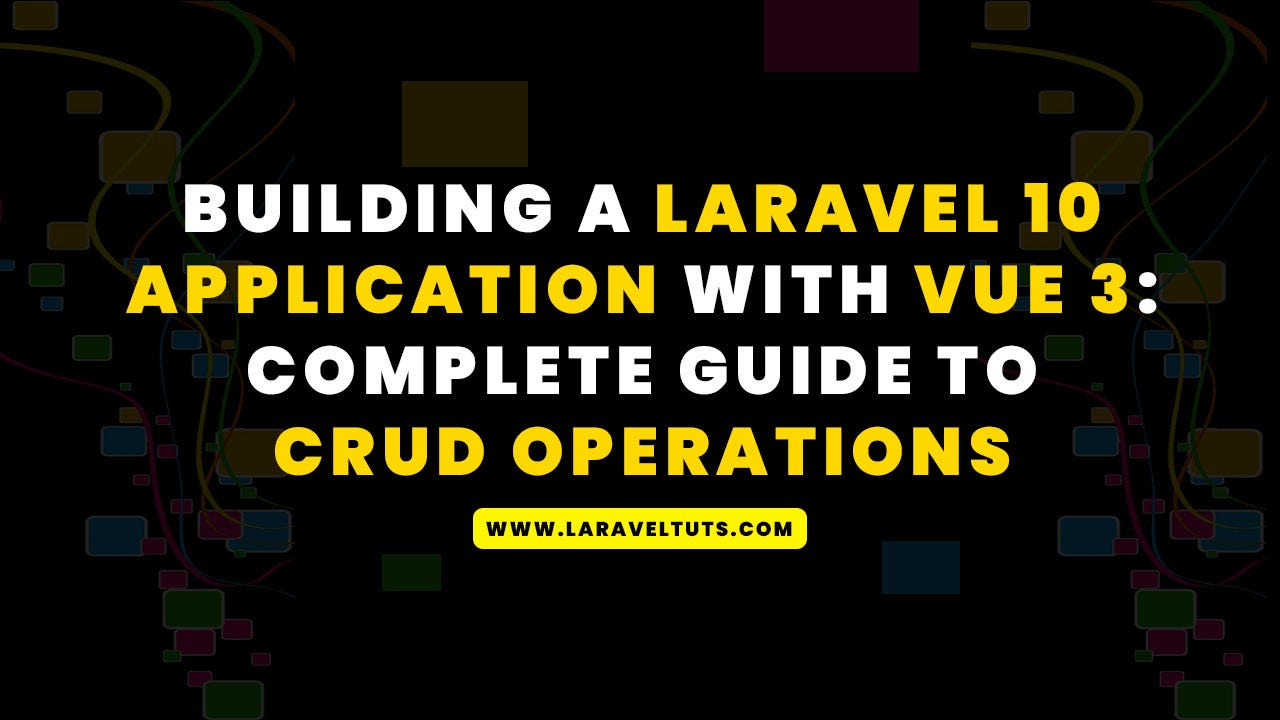 BUILDING A LARAVEL 10
APPLICATION WITH VUE 3:
COMPLETE GUIDE TO
CRUD OPERATIONS
WWW.LARAVELTUTS.COM